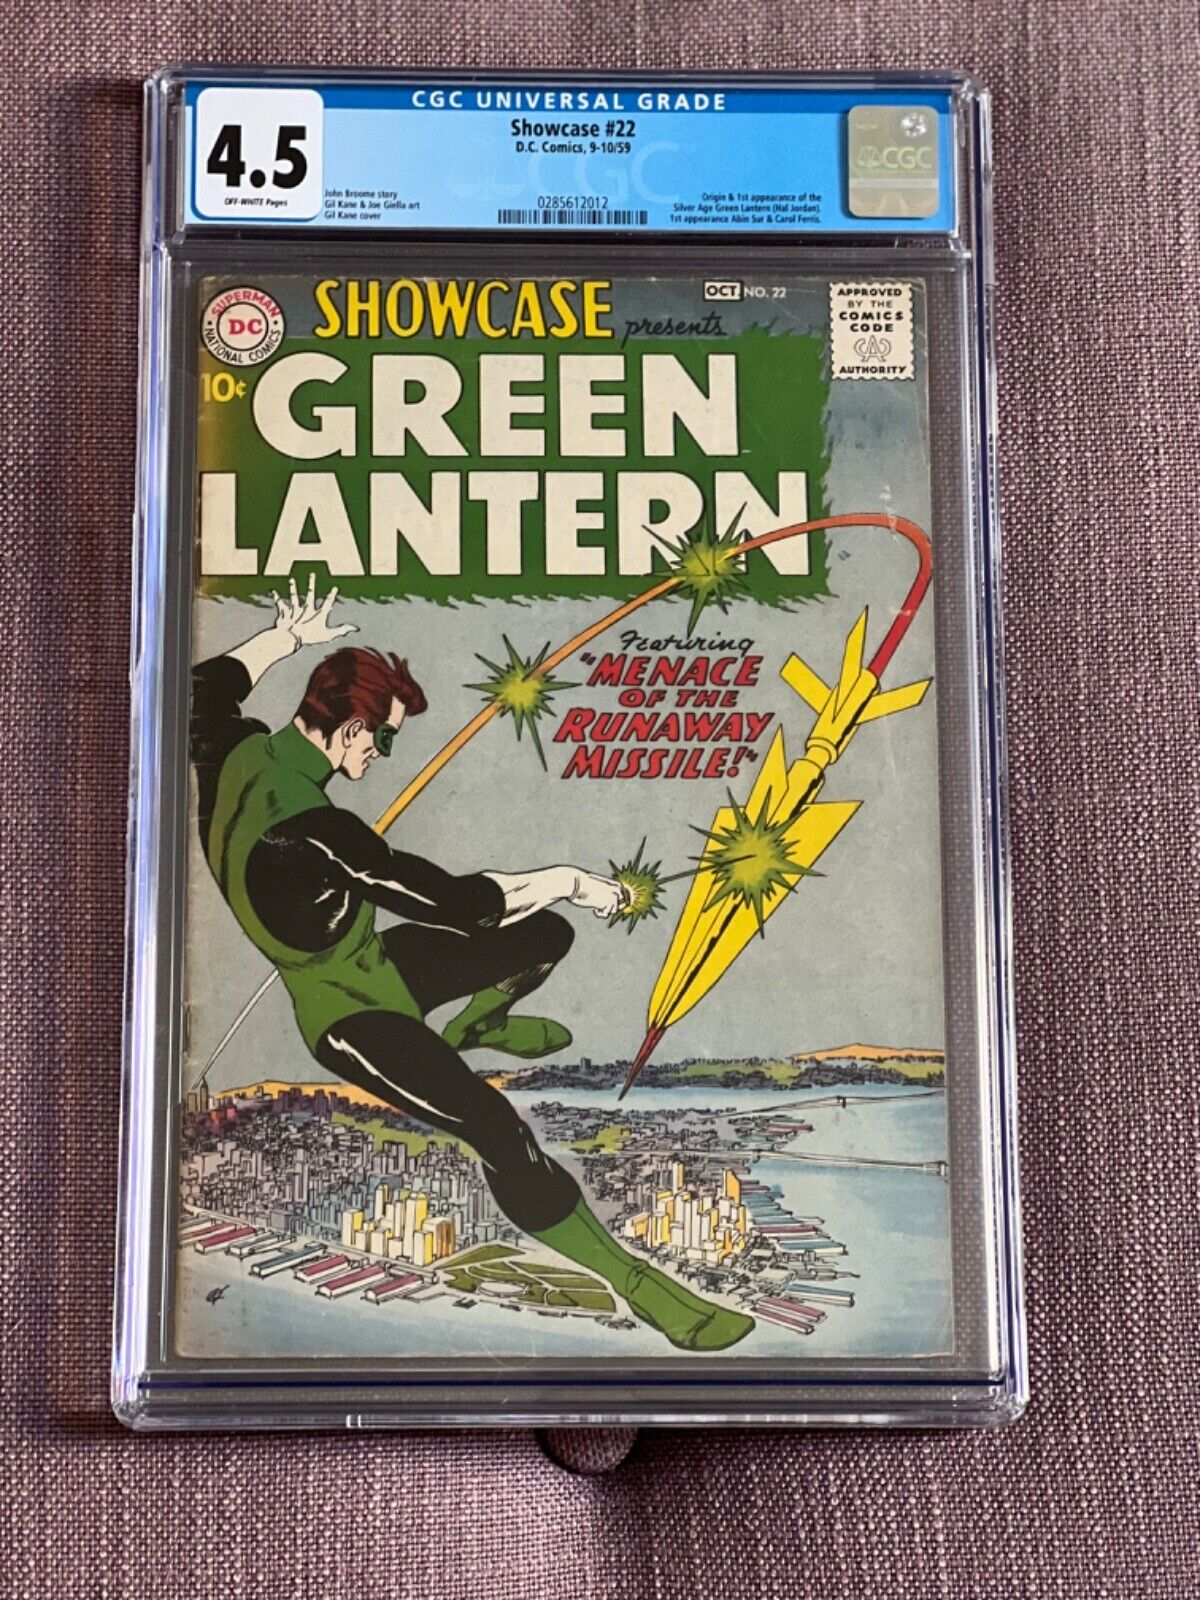 CGC UNIVERSAL GRADE
4.5
OFF-WHITE Pages
Showcase #22
D.C. Comics, 9-10/59
John Broome story
Gil Kane & Joe Giella art
Gil Kane cover
0285612012
Origin & 1st appearance of the
Silver Age Green Lantern (Hal Jordan).
1st appearance Abin Sur & Carol Ferris.
CGC
CGC
SUPERMAN
DC
NATIONAL COMICS
10¢
SHOWCASE presents
OCT. NO. 22
APPROVED
BY THE
COMICS
CODE
CA
AUTHORITY
GREEN
LANTERN
Featuring
"MENACE
OF THE
RUNAWAY
MISSILE!"
GK